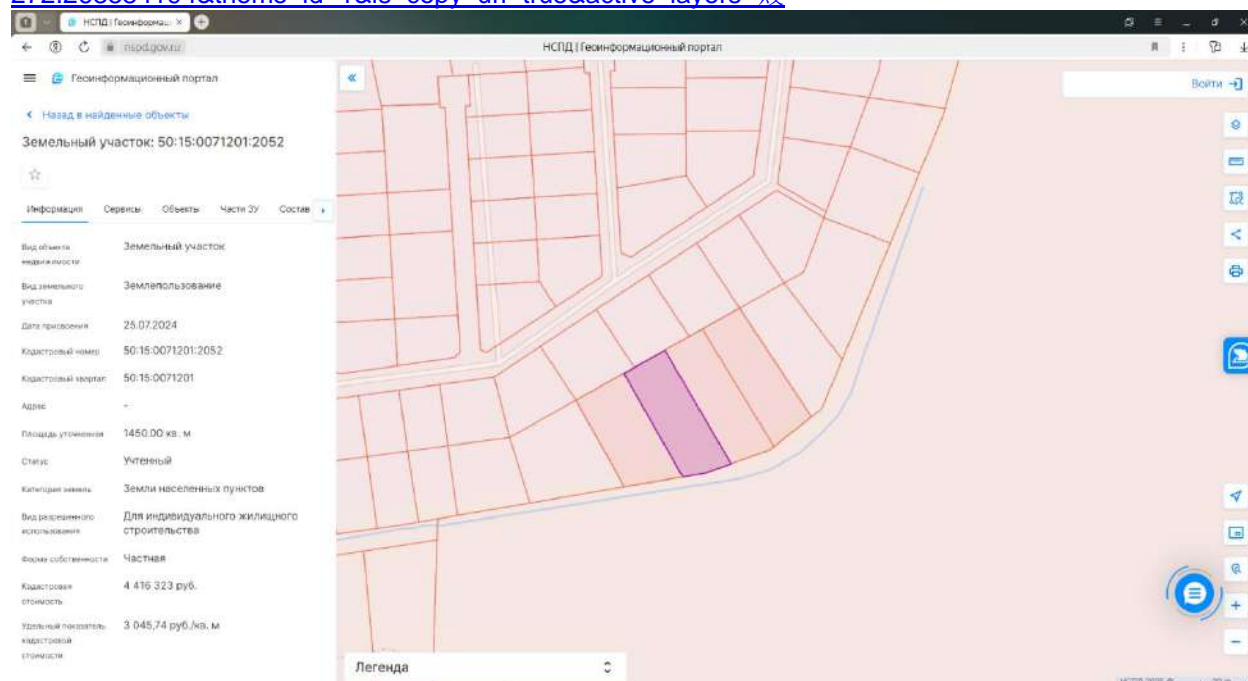 НСПД | Геоинформац...
nspd.gov.ru
НСПД | Геоинформационный портал
Геоинформационный портал
Войти
Назад в найденные объекты
Земельный участок: 50:15:0071201:2052
Информация Сервисы Объекты Части ЗУ Состав
Вид объекта недвижимости Земельный участок
Вид земельного участка Землепользование
Дата присвоения 25.07.2024
Кадастровый номер 50:15:0071201:2052
Кадастровый квартал 50:15:0071201
Адрес -
Площадь уточненная 1450.00 кв. м
Статус Учтенный
Категория земель Земли населенных пунктов
Вид разрешенного использования Для индивидуального жилищного строительства
Форма собственности Частная
Кадастровая стоимость 4 416 323 руб.
Удельный показатель кадастровой стоимости 3 045,74 руб./кв. м
Легенда